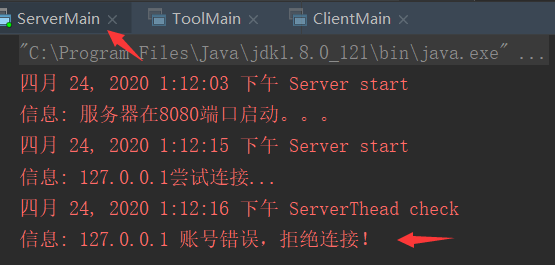 ServerMain × ToolMain × ClientMain ×
"C:\Program Files\Java\jdk1.8.0_121\bin\java.exe" ...
四月 24, 2020 1:12:03 下午 Server start
信息: 服务器在8080端口启动。。。
四月 24, 2020 1:12:15 下午 Server start
信息: 127.0.0.1尝试连接...
四月 24, 2020 1:12:16 下午 ServerThead check
信息: 127.0.0.1 账号错误，拒绝连接！